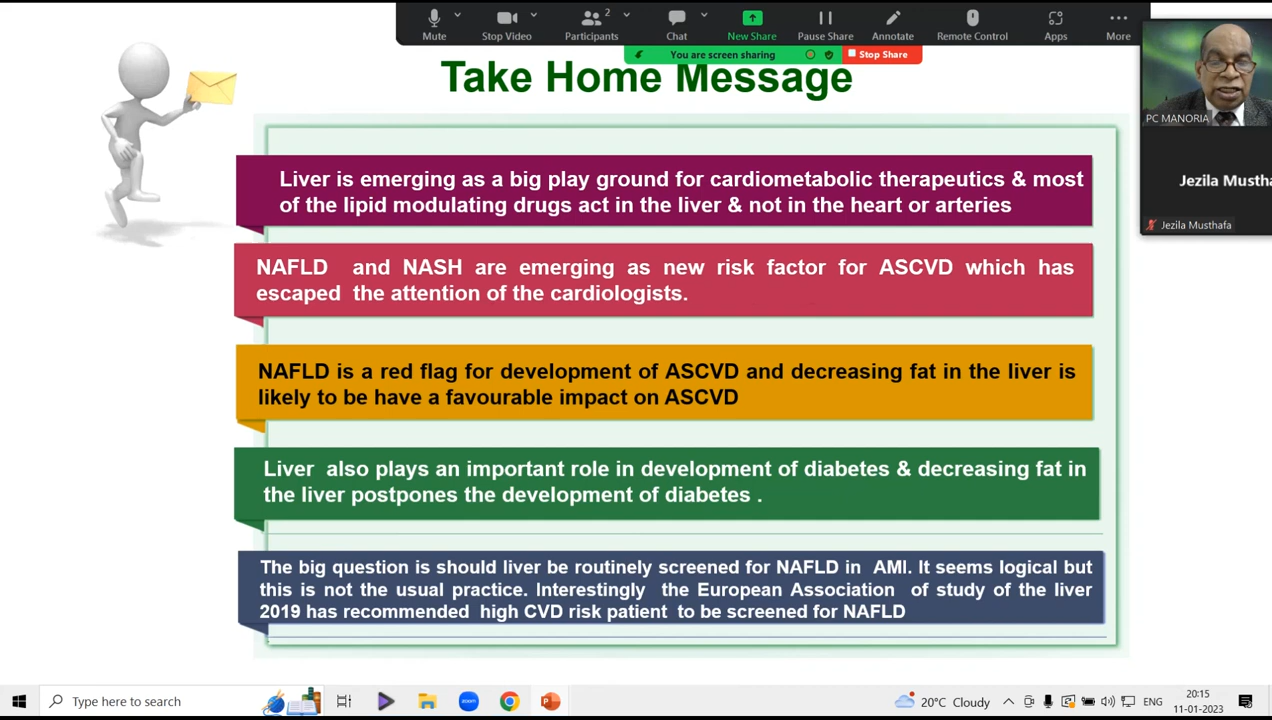 Mute
Stop Video
2
Participants
Chat
New Share
Pause Share
Annotate
Remote Control
Apps
More
You are screen sharing
Stop Share
Take Home Message
PC MANORIA
Jezila Mustha
Jezila Musthafa
Liver is emerging as a big play ground for cardiometabolic therapeutics & most
of the lipid modulating drugs act in the liver & not in the heart or arteries
NAFLD and NASH are emerging as new risk factor for ASCVD which has
escaped the attention of the cardiologists.
NAFLD is a red flag for development of ASCVD and decreasing fat in the liver is
likely to be have a favourable impact on ASCVD
Liver also plays an important role in development of diabetes & decreasing fat in
the liver postpones the development of diabetes .
The big question is should liver be routinely screened for NAFLD in AMI. It seems logical but
this is not the usual practice. Interestingly the European Association of study of the liver
2019 has recommended high CVD risk patient to be screened for NAFLD
Type here to search
zoom
20°C Cloudy
ENG
20:15
11-01-2023